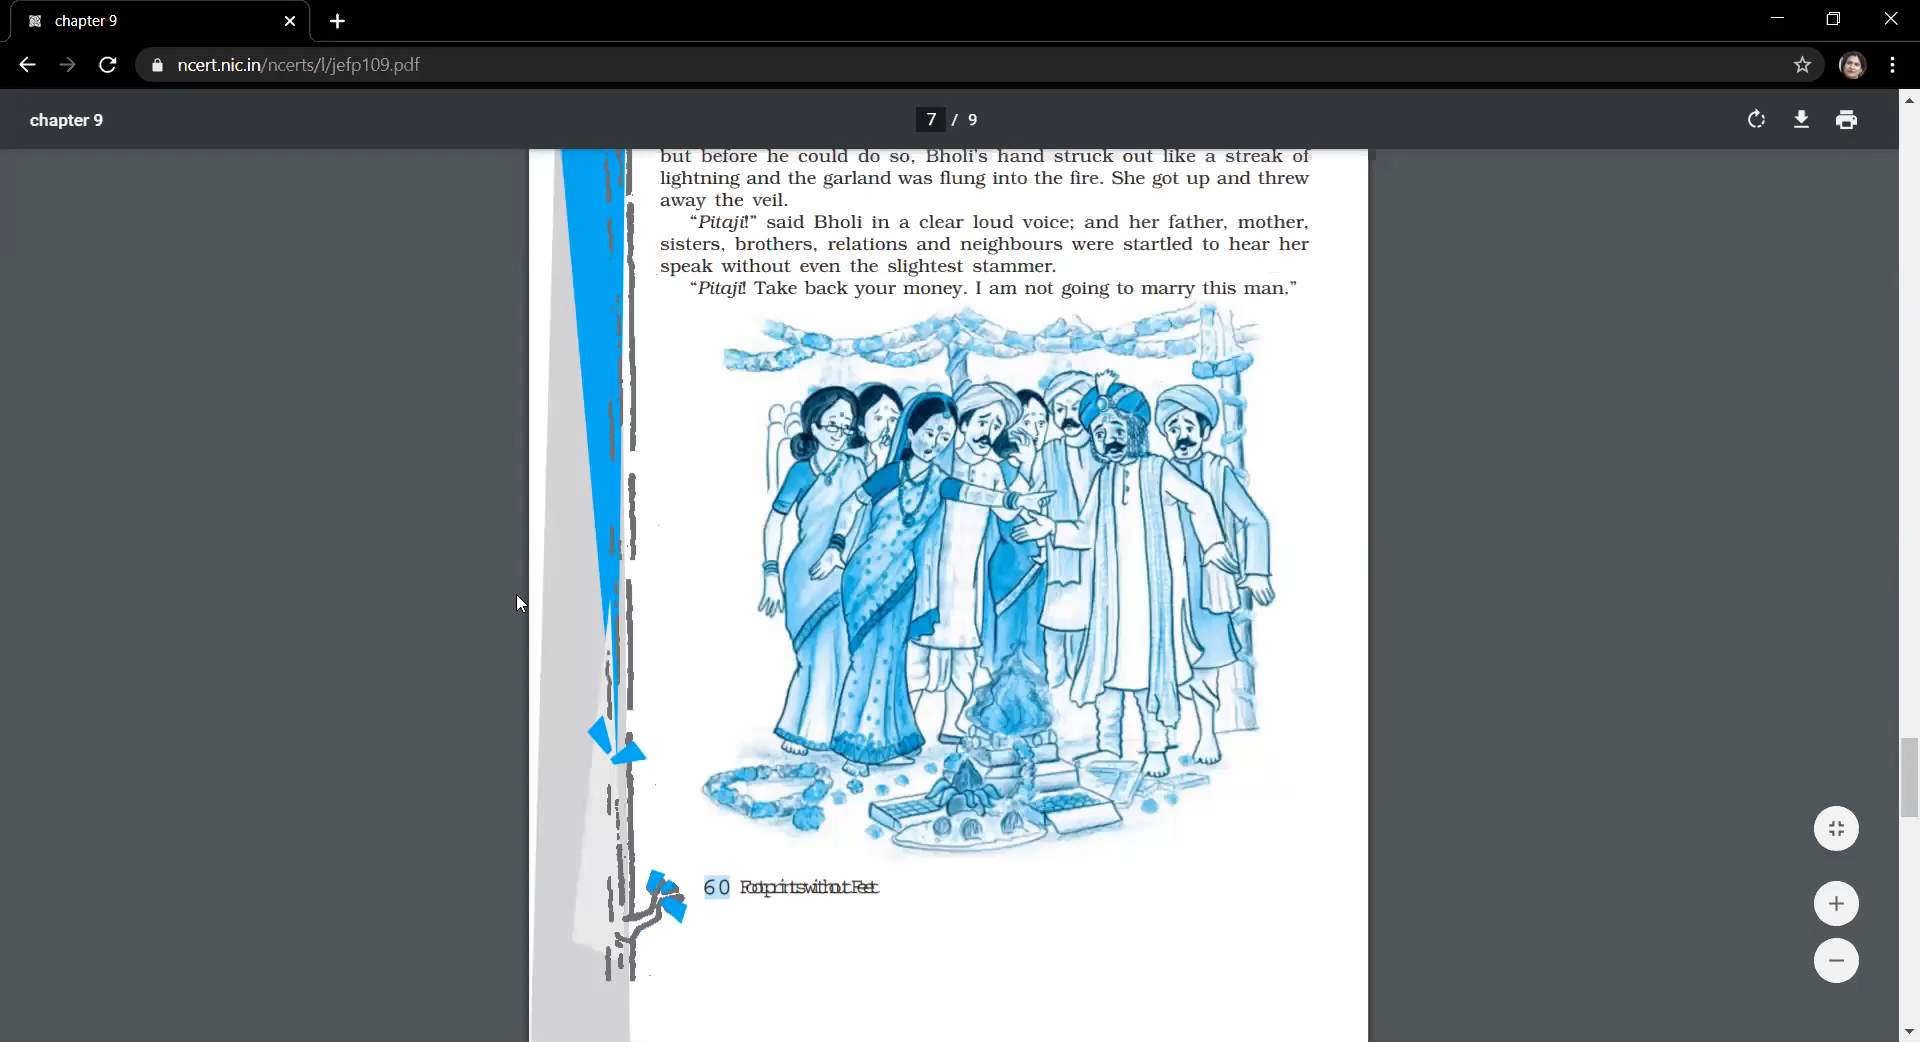 chapter 9
ncert.nic.in/ncerts/l/jefp109.pdf
chapter 9
7 / 9
but before he could do so, Bholi's hand struck out like a streak of
lightning and the garland was flung into the fire. She got up and threw
away the veil.
“Pitaji!” said Bholi in a clear loud voice; and her father, mother,
sisters, brothers, relations and neighbours were startled to hear her
speak without even the slightest stammer.
“Pitaji! Take back your money. I am not going to marry this man.”
60